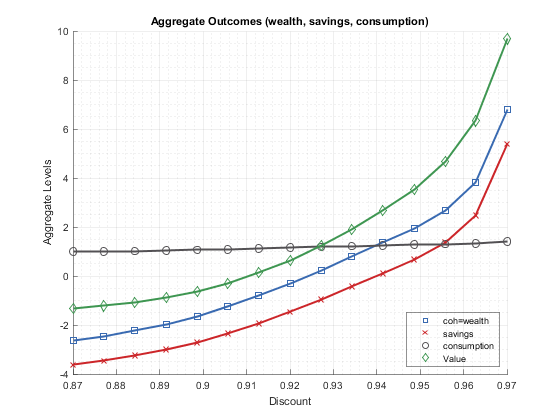 Aggregate Outcomes (wealth, savings, consumption)
10
8
6
4
2
0
-2
-4
Aggregate Levels
0.87
0.88
0.89
0.9
0.91
0.92
0.93
0.94
0.95
0.96
0.97
Discount
coh=wealth
savings
consumption
Value